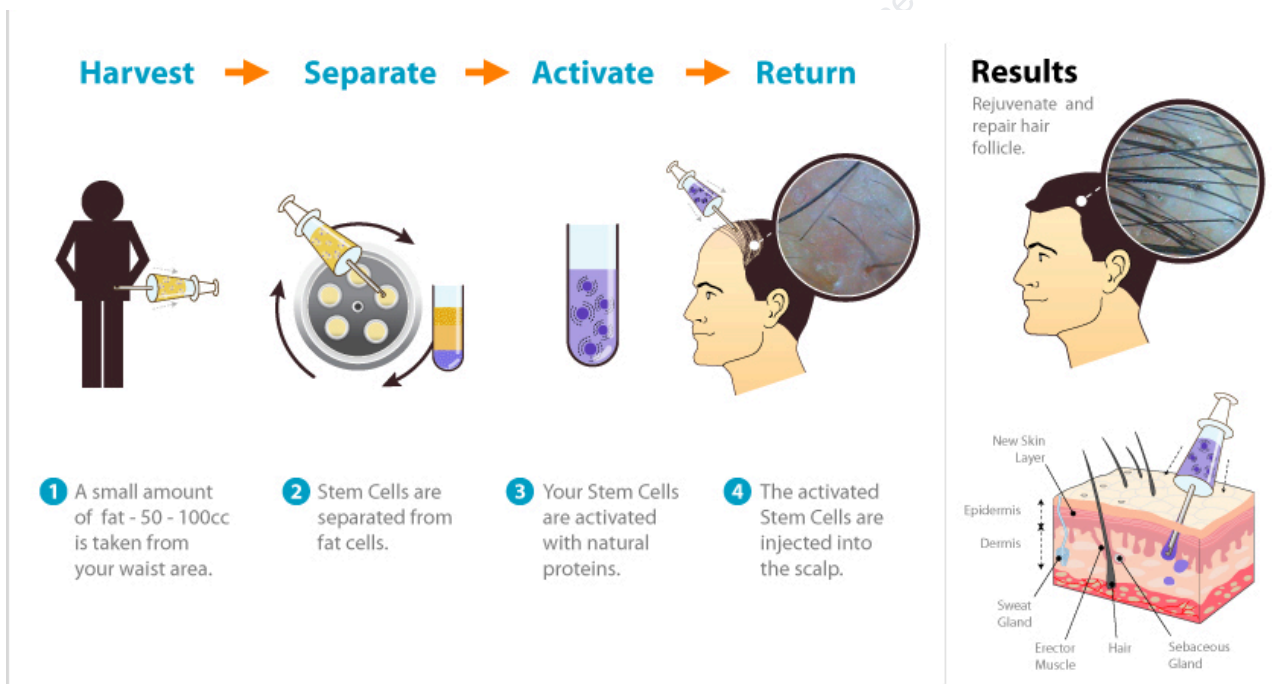 Harvest
Separate
Activate
Return
1 A small amount
of fat - 50 - 100cc
is taken from
your waist area.
2 Stem Cells are
separated from
fat cells.
3 Your Stem Cells
are activated
with natural
proteins.
4 The activated
Stem Cells are
injected into
the scalp.
Results
Rejuvenate and
repair hair
follicle.
New Skin
Layer
Epidermis
Dermis
Sweat
Gland
Erector
Muscle
Hair
Sebaceous
Gland